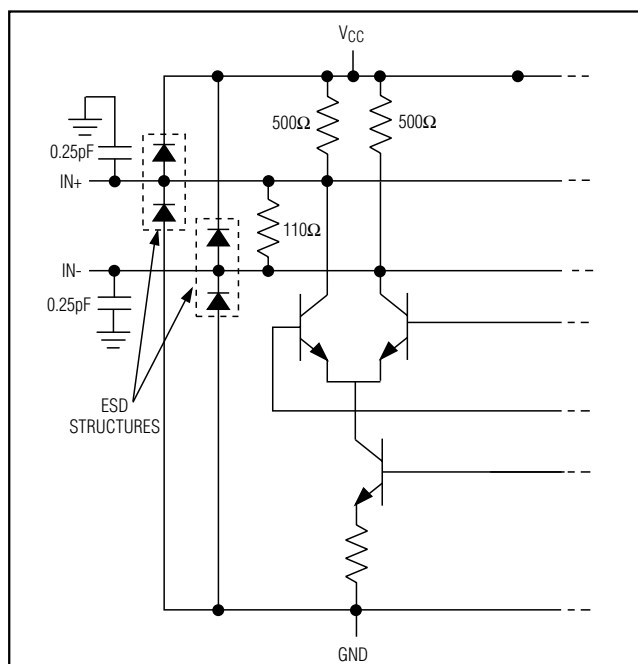 VCC
500Ω
500Ω
0.25pF
IN+
110Ω
IN-
0.25pF
ESD
STRUCTURES
GND